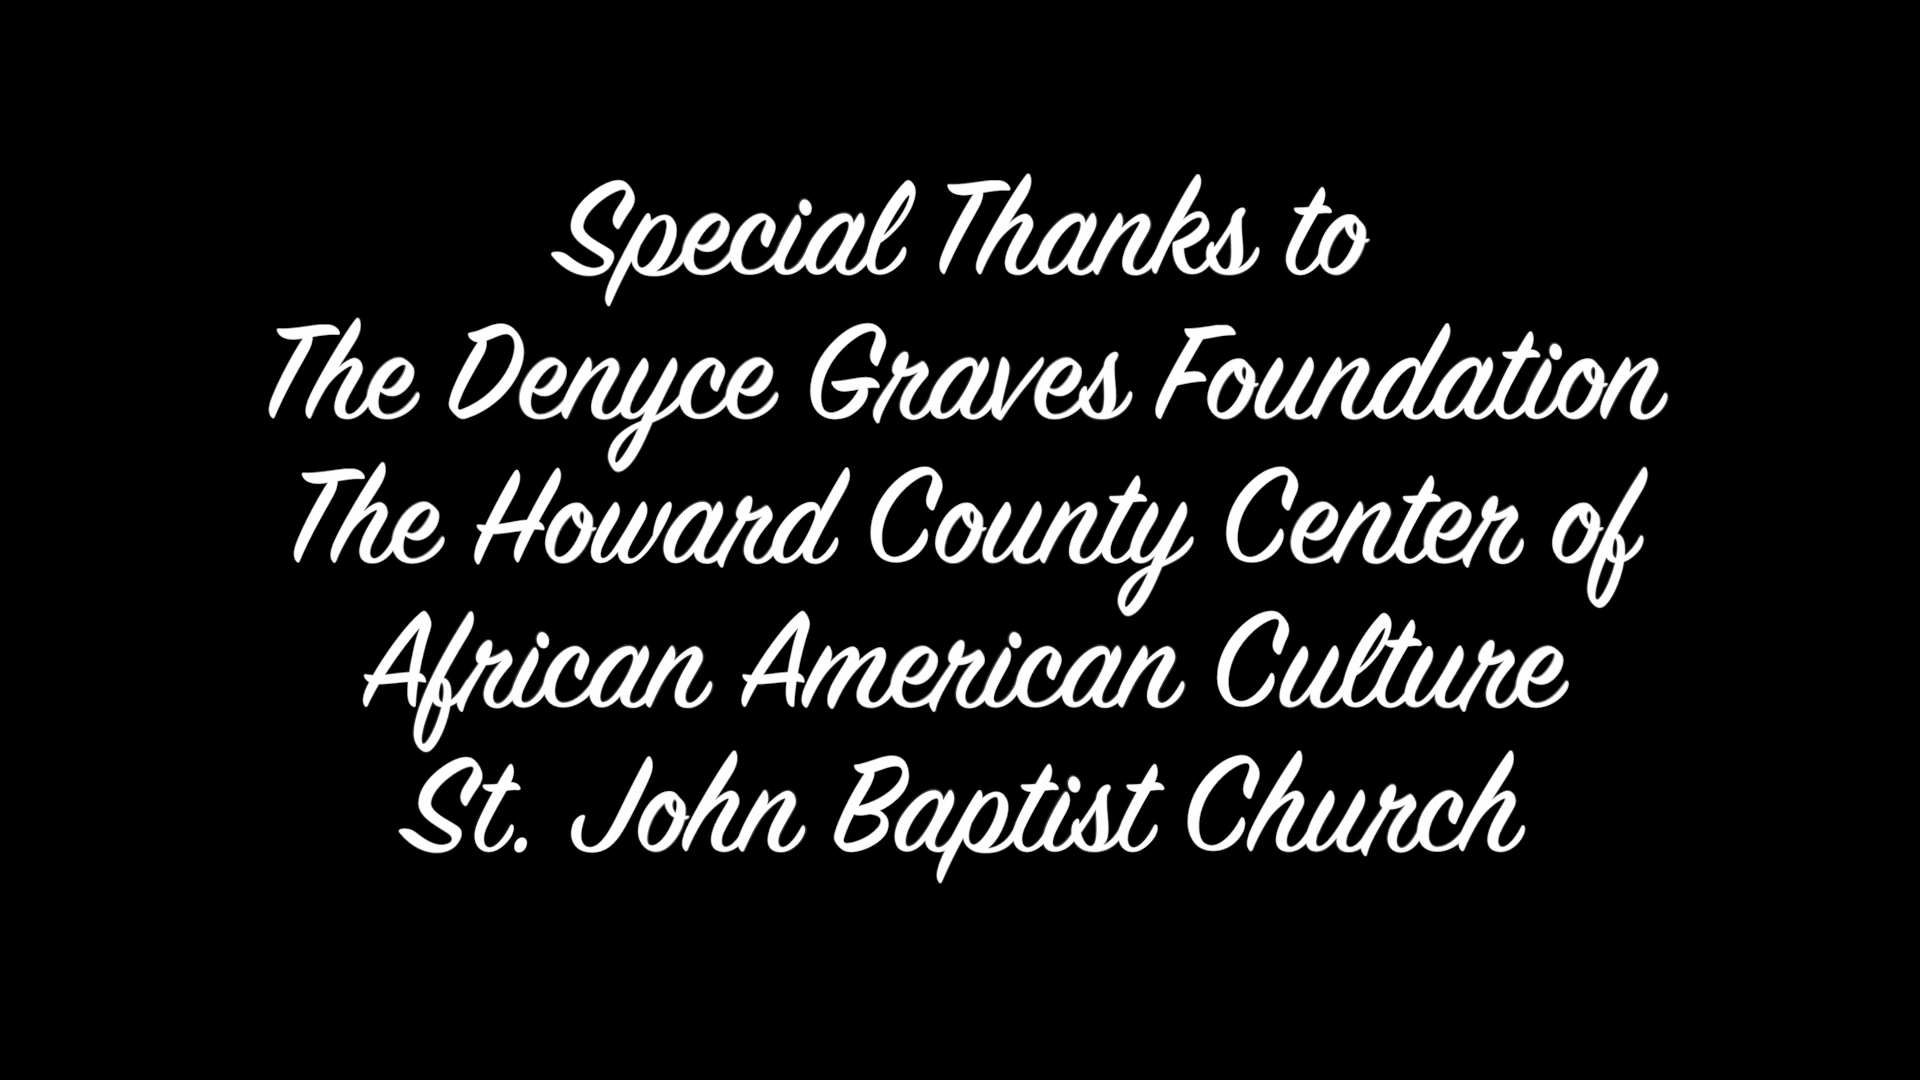 Special Thanks to
The Denyce Graves Foundation
The Howard County Center of
African American Culture
St. John Baptist Church